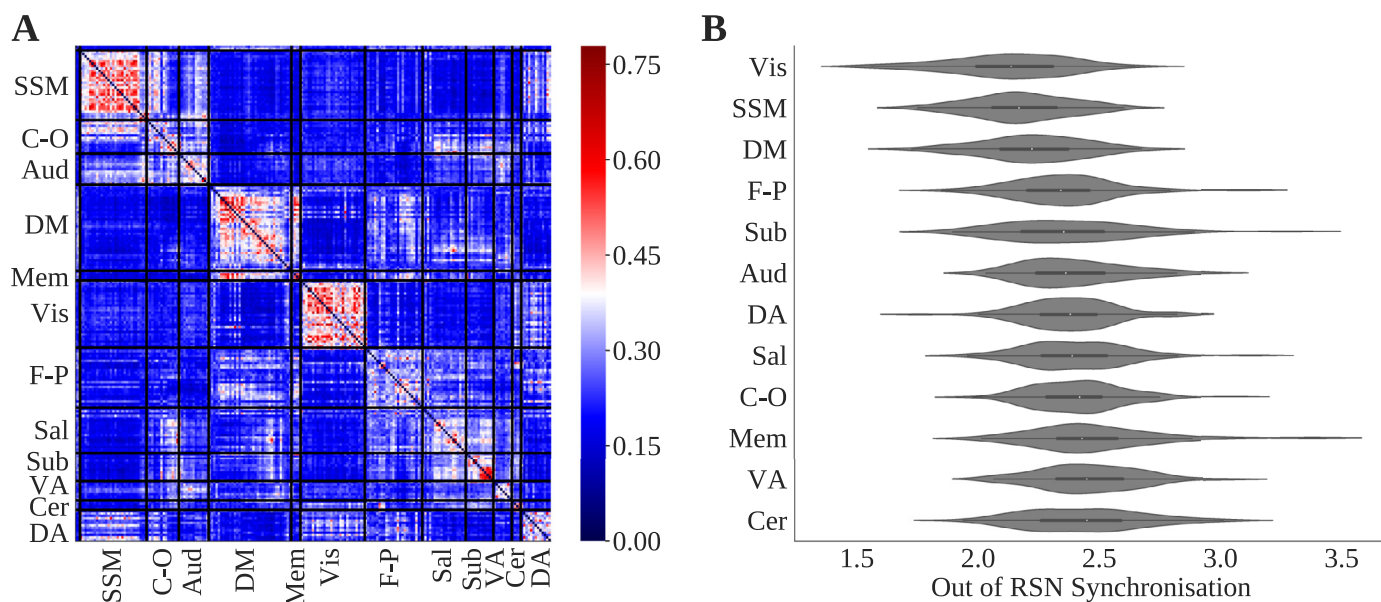 A
SSM
C-O
Aud
DM
Mem
Vis
F-P
Sal
Sub
VA
Cer
DA
SSM
C-O
Aud
DM
Mem
Vis
F-P
Sal
Sub
VA
Cer
DA
0.75
0.60
0.45
0.30
0.15
0.00
B
Vis
SSM
DM
F-P
Sub
Aud
DA
Sal
C-O
Mem
VA
Cer
1.5 2.0 2.5 3.0 3.5
Out of RSN Synchronisation